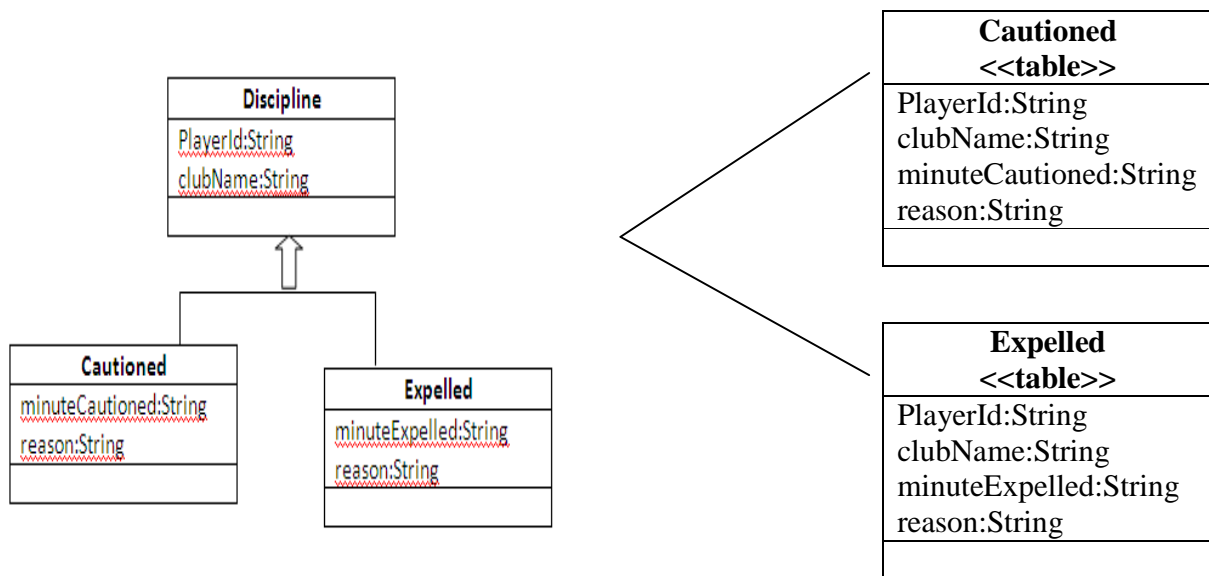 Discipline
PlayerId:String
clubName:String
Cautioned
minuteCautioned:String
reason:String
Expelled
minuteExpelled:String
reason:String
Cautioned
<<table>>
PlayerId:String
clubName:String
minuteCautioned:String
reason:String
Expelled
<<table>>
PlayerId:String
clubName:String
minuteExpelled:String
reason:String